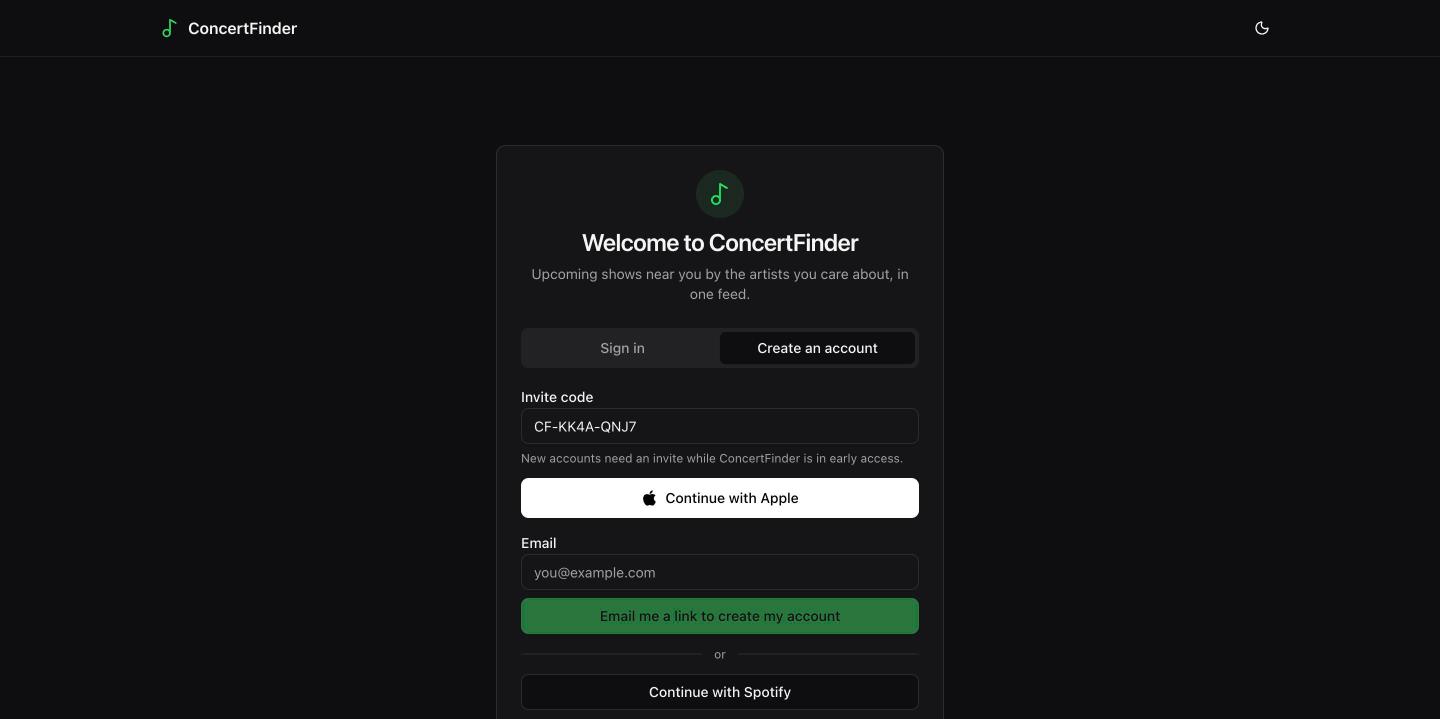 ConcertFinder
Welcome to ConcertFinder
Upcoming shows near you by the artists you care about, in
one feed.
Sign in
Create an account
Invite code
CF-KK4A-QNJ7
New accounts need an invite while ConcertFinder is in early access.
Continue with Apple
Email
you@example.com
Email me a link to create my account
or
Continue with Spotify